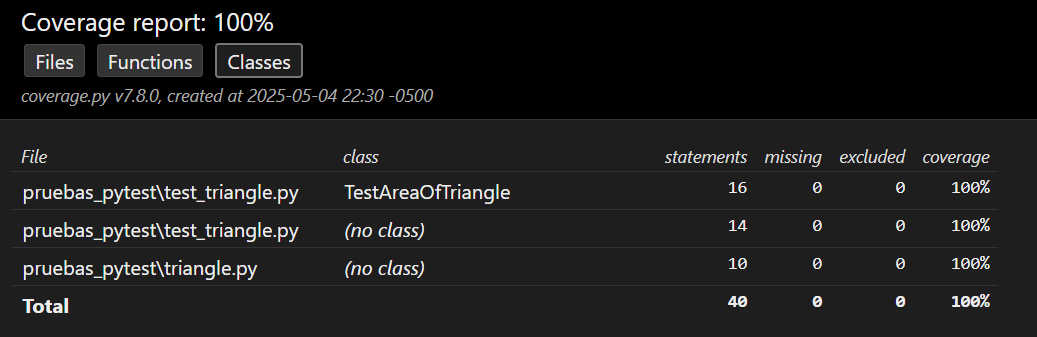 Coverage report: 100%
Files Functions Classes
coverage.py v7.8.0, created at 2025-05-04 22:30 -0500
File class statements missing excluded coverage
pruebas_pytest\test_triangle.py TestAreaOfTriangle 16 0 0 100%
pruebas_pytest\test_triangle.py (no class) 14 0 0 100%
pruebas_pytest\triangle.py (no class) 10 0 0 100%
Total 40 0 0 100%